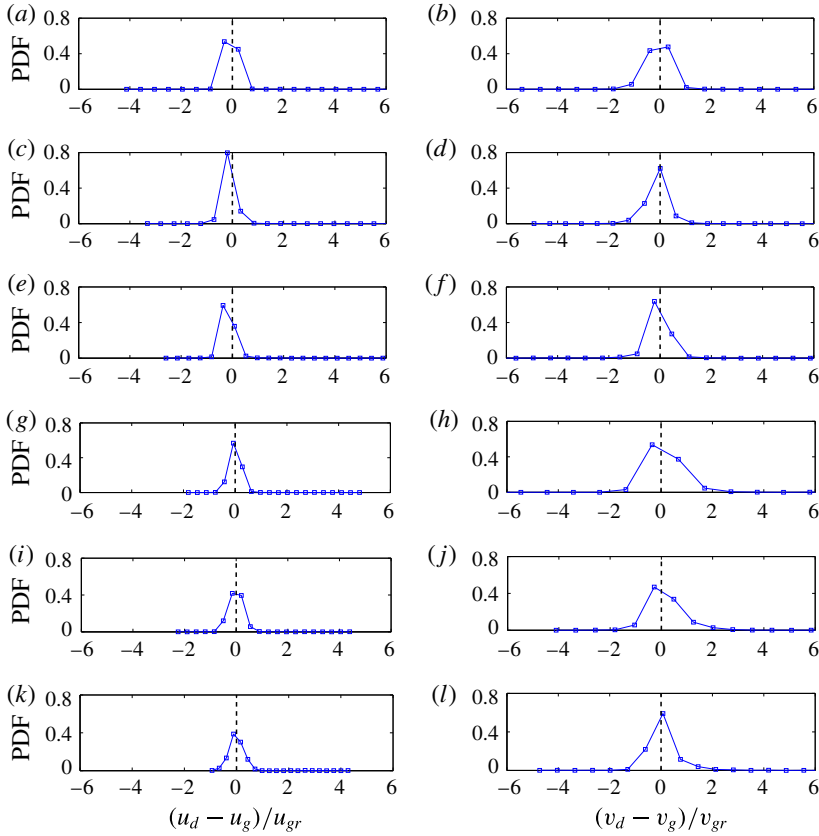 (a) (b)
PDF 0.8 0.4 0 0.8 0.4 0
−6 −4 −2 0 2 4 6 −6 −4 −2 0 2 4 6
(c) (d)
PDF 0.8 0.4 0 0.8 0.4 0
−6 −4 −2 0 2 4 6 −6 −4 −2 0 2 4 6
(e) (f)
PDF 0.8 0.4 0 0.8 0.4 0
−6 −4 −2 0 2 4 6 −6 −4 −2 0 2 4 6
(g) (h)
PDF 0.8 0.4 0 0.8 0.4 0
−6 −4 −2 0 2 4 6 −6 −4 −2 0 2 4 6
(i) (j)
PDF 0.8 0.4 0 0.8 0.4 0
−6 −4 −2 0 2 4 6 −6 −4 −2 0 2 4 6
(k) (l)
PDF 0.8 0.4 0 0.8 0.4 0
−6 −4 −2 0 2 4 6 −6 −4 −2 0 2 4 6
(u_d − u_g)/u_gr (v_d − v_g)/v_gr